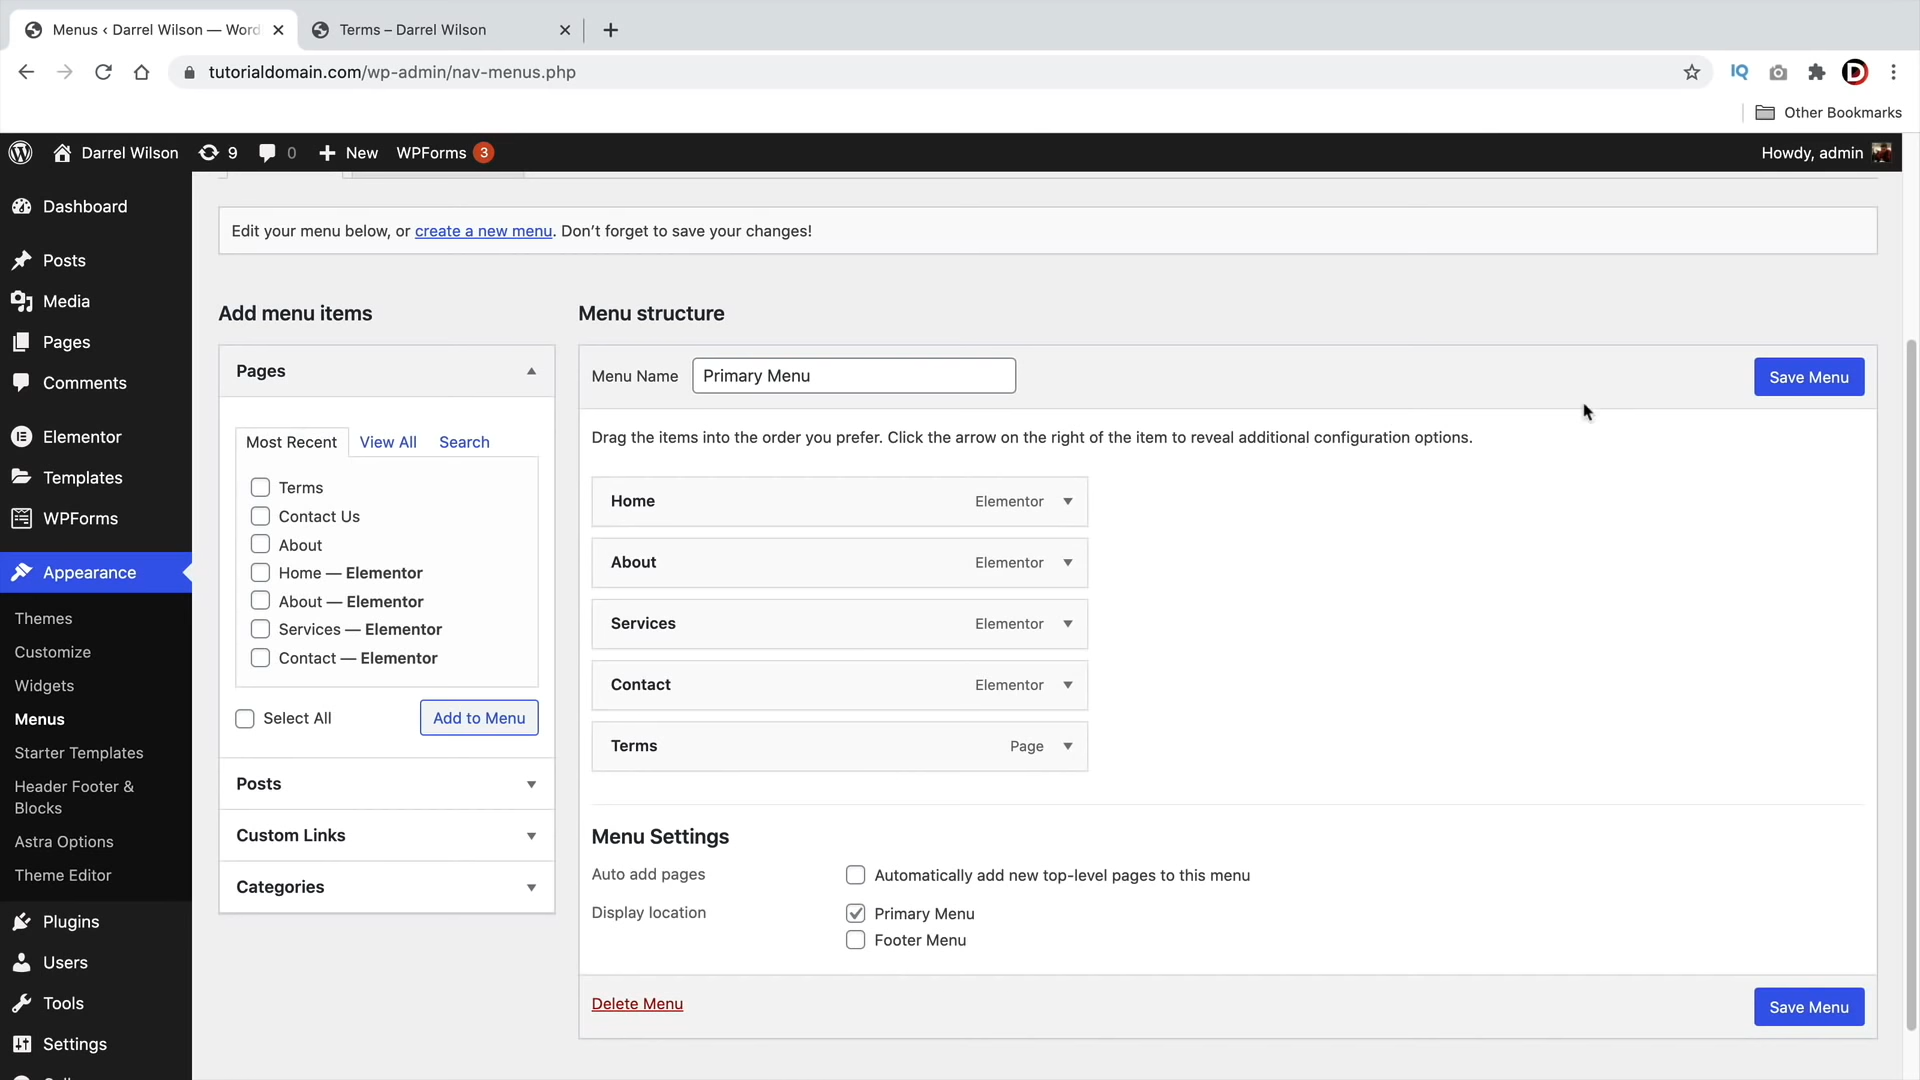 Menus ‹ Darrel Wilson — Word
Terms – Darrel Wilson
tutorialdomain.com/wp-admin/nav-menus.php
IQ
D
Other Bookmarks
Darrel Wilson
9
0
New
WPForms 3
Howdy, admin
Dashboard
Posts
Media
Pages
Comments
Elementor
Templates
WPForms
Appearance
Themes
Customize
Widgets
Menus
Starter Templates
Header Footer &
Blocks
Astra Options
Theme Editor
Plugins
Users
Tools
Settings
Edit your menu below, or create a new menu. Don’t forget to save your changes!
Add menu items
Pages
Most Recent
View All
Search
Terms
Contact Us
About
Home — Elementor
About — Elementor
Services — Elementor
Contact — Elementor
Select All
Add to Menu
Posts
Custom Links
Categories
Menu structure
Menu Name
Primary Menu
Save Menu
Drag the items into the order you prefer. Click the arrow on the right of the item to reveal additional configuration options.
Home
Elementor
About
Elementor
Services
Elementor
Contact
Elementor
Terms
Page
Menu Settings
Auto add pages
Automatically add new top-level pages to this menu
Display location
Primary Menu
Footer Menu
Delete Menu
Save Menu